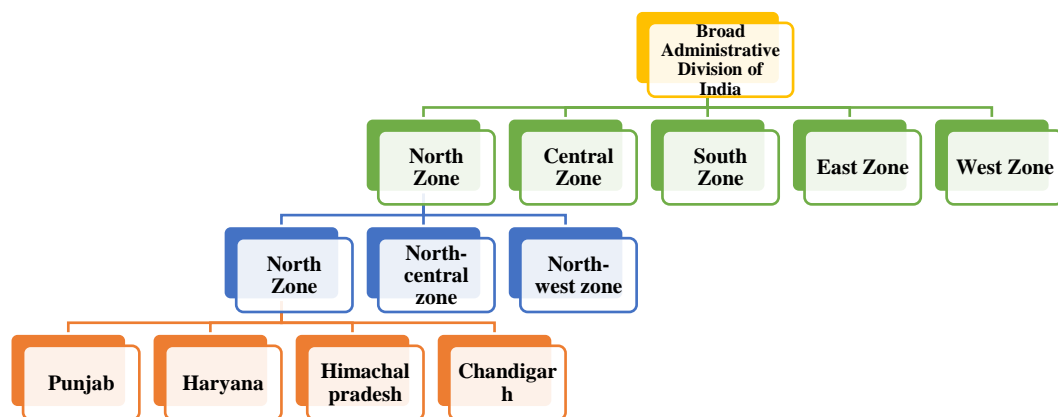 Broad
Administrative
Division of
India
North
Zone
Central
Zone
South
Zone
East Zone
West Zone
North
Zone
North-
central
zone
North-
west zone
Punjab
Haryana
Himachal
pradesh
Chandigar
h